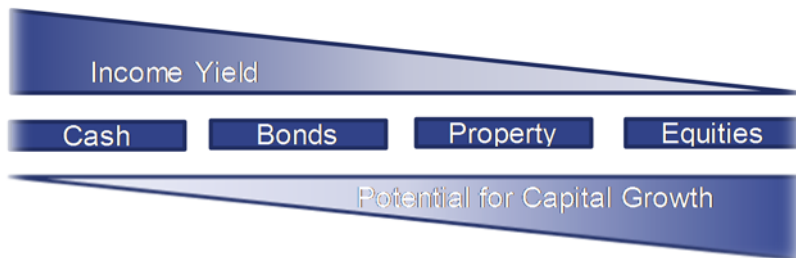 Income Yield
Cash Bonds Property Equities
Potential for Capital Growth